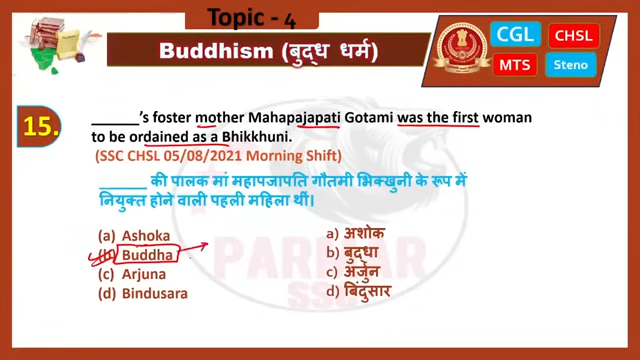 Topic - 4
Buddhism (बुद्ध धर्म)
CGL
CHSL
MTS
Steno
15.
______'s foster mother Mahapajapati Gotami was the first woman
to be ordained as a Bhikkhuni.
(SSC CHSL 05/08/2021 Morning Shift)
______ की पालक मां महापजापति गौतमी भिक्खुनी के रूप में
नियुक्त होने वाली पहली महिला थीं।
(a) Ashoka
(b) Buddha
(c) Arjuna
(d) Bindusara
a) अशोक
b) बुद्धा
c) अर्जुन
d) बिंदुसार
PARMAR
SSC